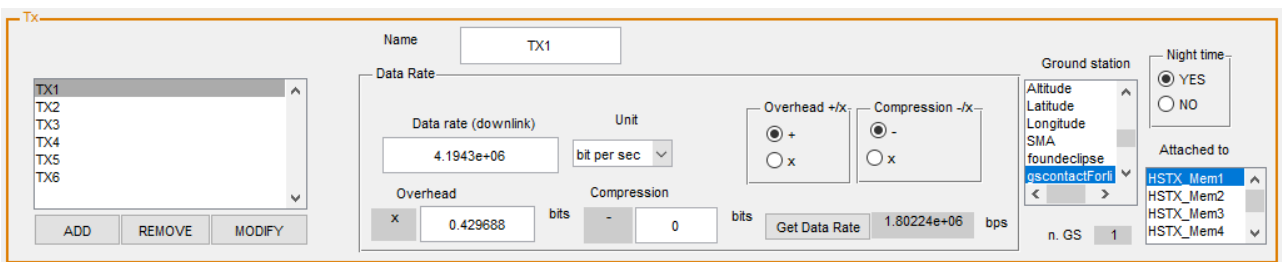 Tx
Name
TX1
TX1
TX2
TX3
TX4
TX5
TX6
ADD
REMOVE
MODIFY
Data Rate
Data rate (downlink)
4.1943e+06
Unit
bit per sec
Overhead +/x
+
x
Compression -/x
-
x
Overhead
x
0.429688
bits
Compression
-
0
bits
Get Data Rate
1.80224e+06
bps
Ground station
Altitude
Latitude
Longitude
SMA
foundeclipse
gscontactForli
n. GS
1
Night time
YES
NO
Attached to
HSTX_Mem1
HSTX_Mem2
HSTX_Mem3
HSTX_Mem4